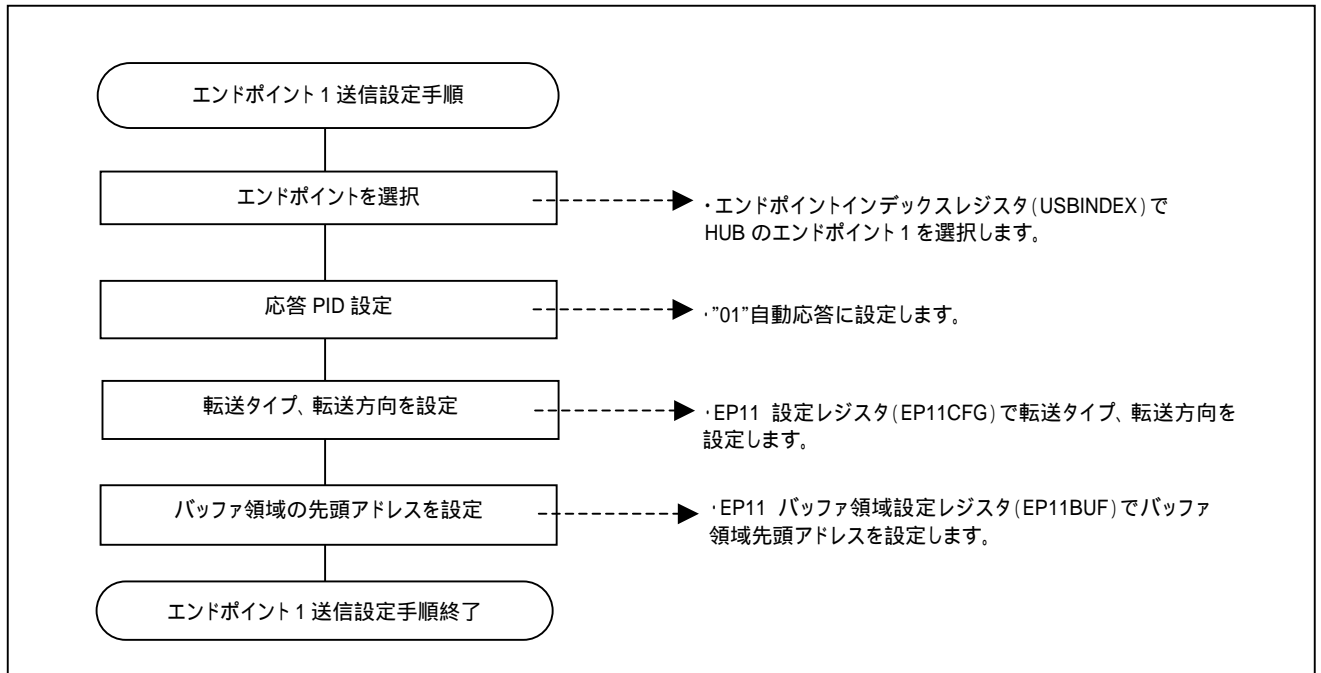 エンドポイント 1 送信設定手順
エンドポイントを選択
・エンドポイントインデックスレジスタ(USBINDEX)で
HUB のエンドポイント 1 を選択します。
応答 PID 設定
・”01”自動応答に設定します。
転送タイプ、転送方向を設定
・EP11 設定レジスタ(EP11CFG)で転送タイプ、転送方向を
設定します。
バッファ領域の先頭アドレスを設定
・EP11 バッファ領域設定レジスタ(EP11BUF)でバッファ
領域先頭アドレスを設定します。
エンドポイント 1 送信設定手順終了